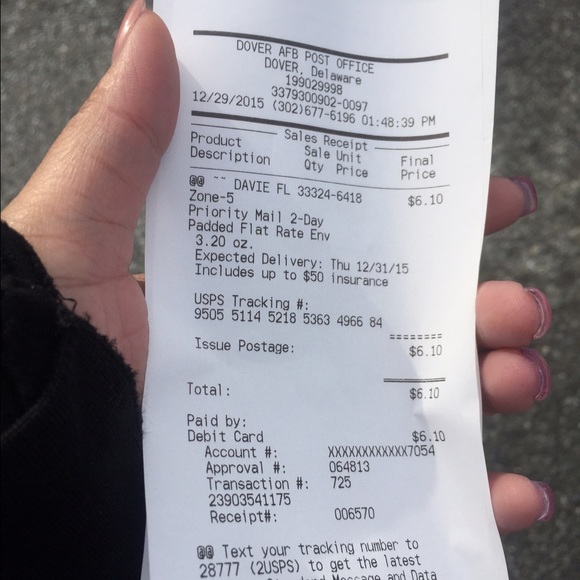 DOVER AFB POST OFFICE
DOVER, Delaware
199029998
3379300902-0097
12/29/2015 (302)677-6196 01:48:39 PM
Sales Receipt
Product Sale Unit Final
Description Qty Price Price
@@ ~~ DAVIE FL 33324-6418 $6.10
Zone-5
Priority Mail 2-Day
Padded Flat Rate Env
3.20 oz.
Expected Delivery: Thu 12/31/15
Includes up to $50 insurance
USPS Tracking #:
9505 5114 5218 5363 4966 84
========
Issue Postage: $6.10
Total: $6.10
Paid by:
Debit Card $6.10
Account #: XXXXXXXXXXXX7054
Approval #: 064813
Transaction #: 725
23903541175
Receipt#: 006570
@@ Text your tracking number to
28777 (2USPS) to get the latest
Message and Data